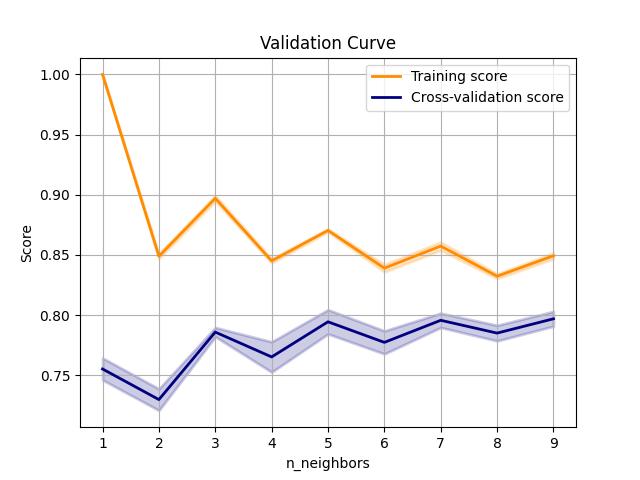 Validation Curve
Training score
Cross-validation score
1.00
0.95
0.90
0.85
0.80
0.75
Score
1 2 3 4 5 6 7 8 9
n_neighbors